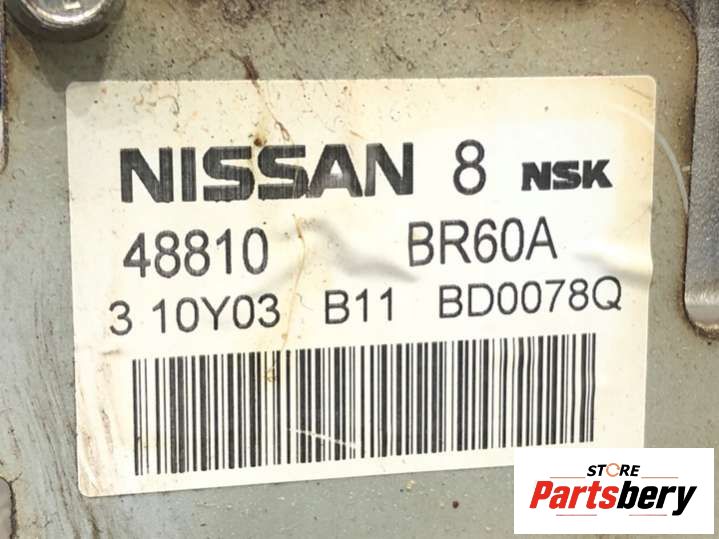 NISSAN 8 NSK
48810 BR60A
3 10Y03 B11 BD0078Q
STORE
Partsbery